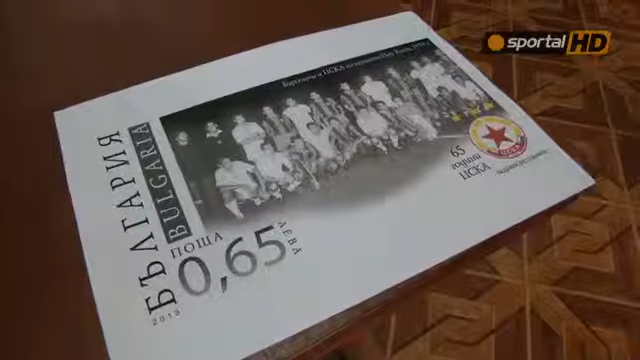 sportal HD
БЪЛГАРИЯ
BULGARIA
ПОЩА
0,65
ЛЕВА
2013
65
години
ЦСКА